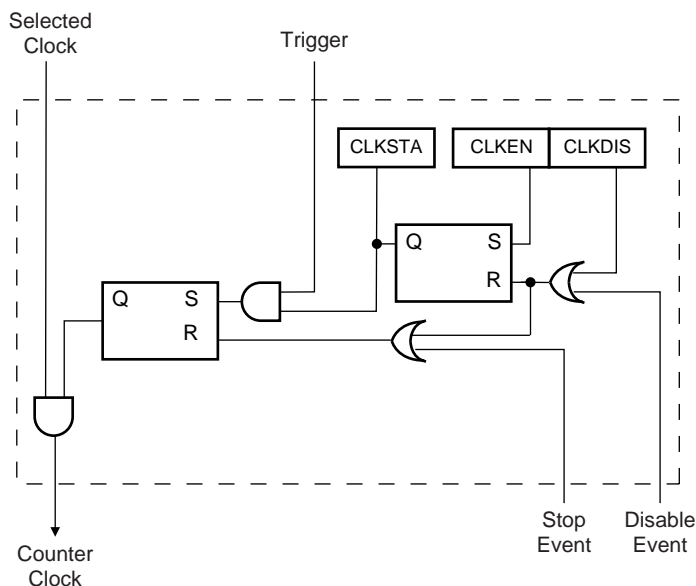 Selected
Clock
Trigger
CLKSTA
CLKEN
CLKDIS
Q
S
R
Q
S
R
Stop
Event
Disable
Event
Counter
Clock